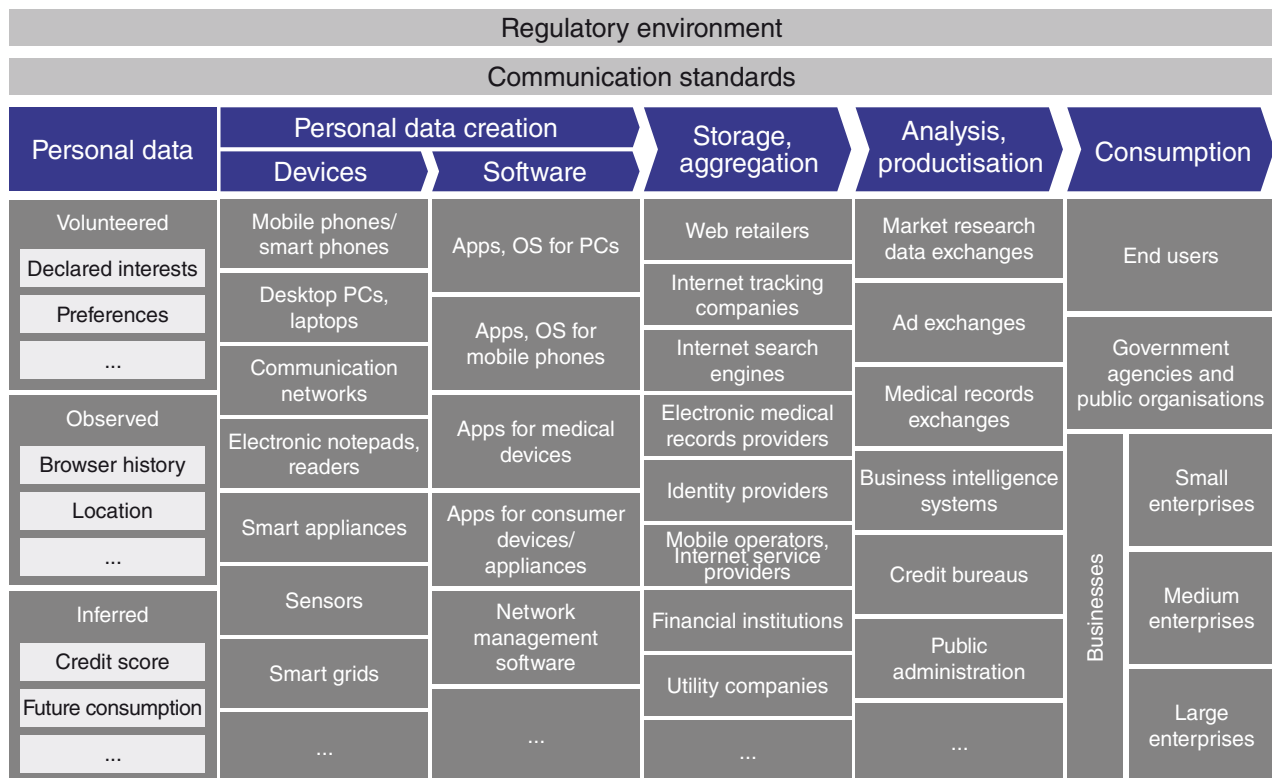 Regulatory environment
Communication standards
Personal data
Personal data creation
Devices
Software
Storage,
aggregation
Analysis,
productisation
Consumption
Volunteered
Declared interests
Preferences
...
Observed
Browser history
Location
...
Inferred
Credit score
Future consumption
...
Mobile phones/
smart phones
Desktop PCs,
laptops
Communication
networks
Electronic notepads,
readers
Smart appliances
Sensors
Smart grids
...
Apps, OS for PCs
Apps, OS for
mobile phones
Apps for medical
devices
Apps for consumer
devices/
appliances
Network
management
software
...
Web retailers
Internet tracking
companies
Internet search
engines
Electronic medical
records providers
Identity providers
Mobile operators,
Internet service
providers
Financial institutions
Utility companies
...
Market research
data exchanges
Ad exchanges
Medical records
exchanges
Business intelligence
systems
Credit bureaus
Public
administration
...
End users
Government
agencies and
public organisations
Businesses
Small
enterprises
Medium
enterprises
Large
enterprises